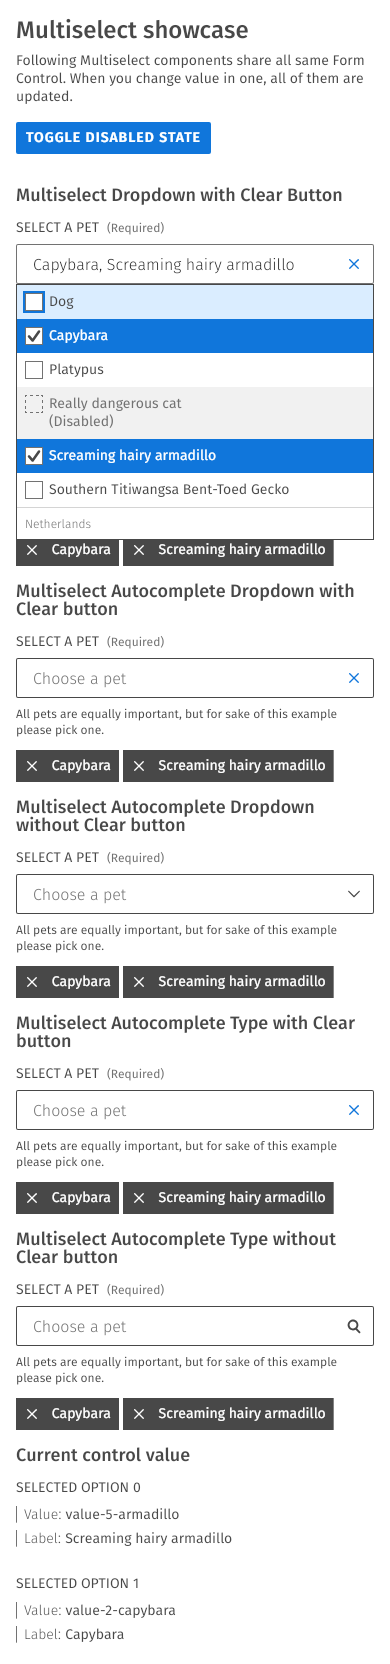 Multiselect showcase
Following Multiselect components share all same Form
Control. When you change value in one, all of them are
updated.
TOGGLE DISABLED STATE
Multiselect Dropdown with Clear Button
SELECT A PET (Required)
Capybara, Screaming hairy armadillo
Dog
Capybara
Platypus
Really dangerous cat
(Disabled)
Screaming hairy armadillo
Southern Titiwangsa Bent-Toed Gecko
Netherlands
Capybara Screaming hairy armadillo
Multiselect Autocomplete Dropdown with
Clear button
SELECT A PET (Required)
Choose a pet
All pets are equally important, but for sake of this example
please pick one.
Capybara Screaming hairy armadillo
Multiselect Autocomplete Dropdown
without Clear button
SELECT A PET (Required)
Choose a pet
All pets are equally important, but for sake of this example
please pick one.
Capybara Screaming hairy armadillo
Multiselect Autocomplete Type with Clear
button
SELECT A PET (Required)
Choose a pet
All pets are equally important, but for sake of this example
please pick one.
Capybara Screaming hairy armadillo
Multiselect Autocomplete Type without
Clear button
SELECT A PET (Required)
Choose a pet
All pets are equally important, but for sake of this example
please pick one.
Capybara Screaming hairy armadillo
Current control value
SELECTED OPTION 0
Value: value-5-armadillo
Label: Screaming hairy armadillo
SELECTED OPTION 1
Value: value-2-capybara
Label: Capybara